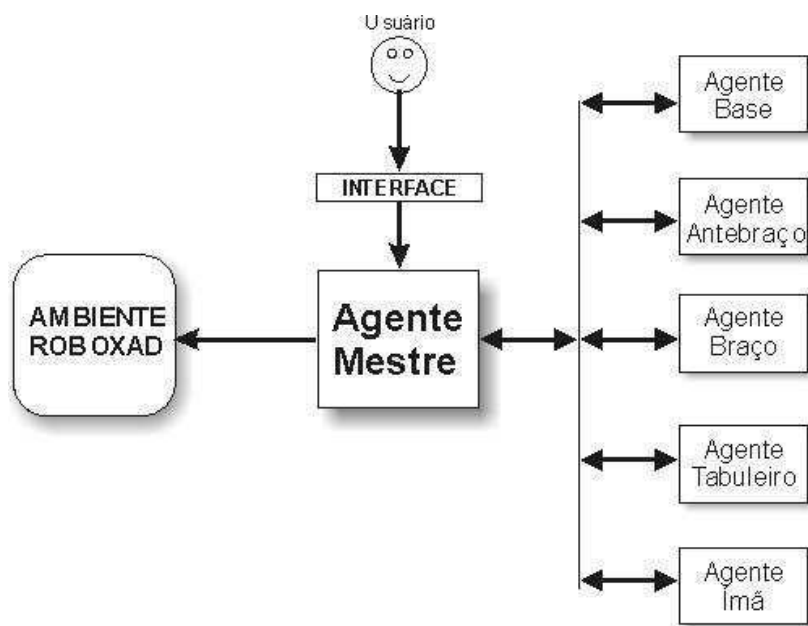 Usuário
INTERFACE
AMBIENTE
ROBOXAD
Agente
Mestre
Agente
Base
Agente
Antebraço
Agente
Braço
Agente
Tabuleiro
Agente
Ímã